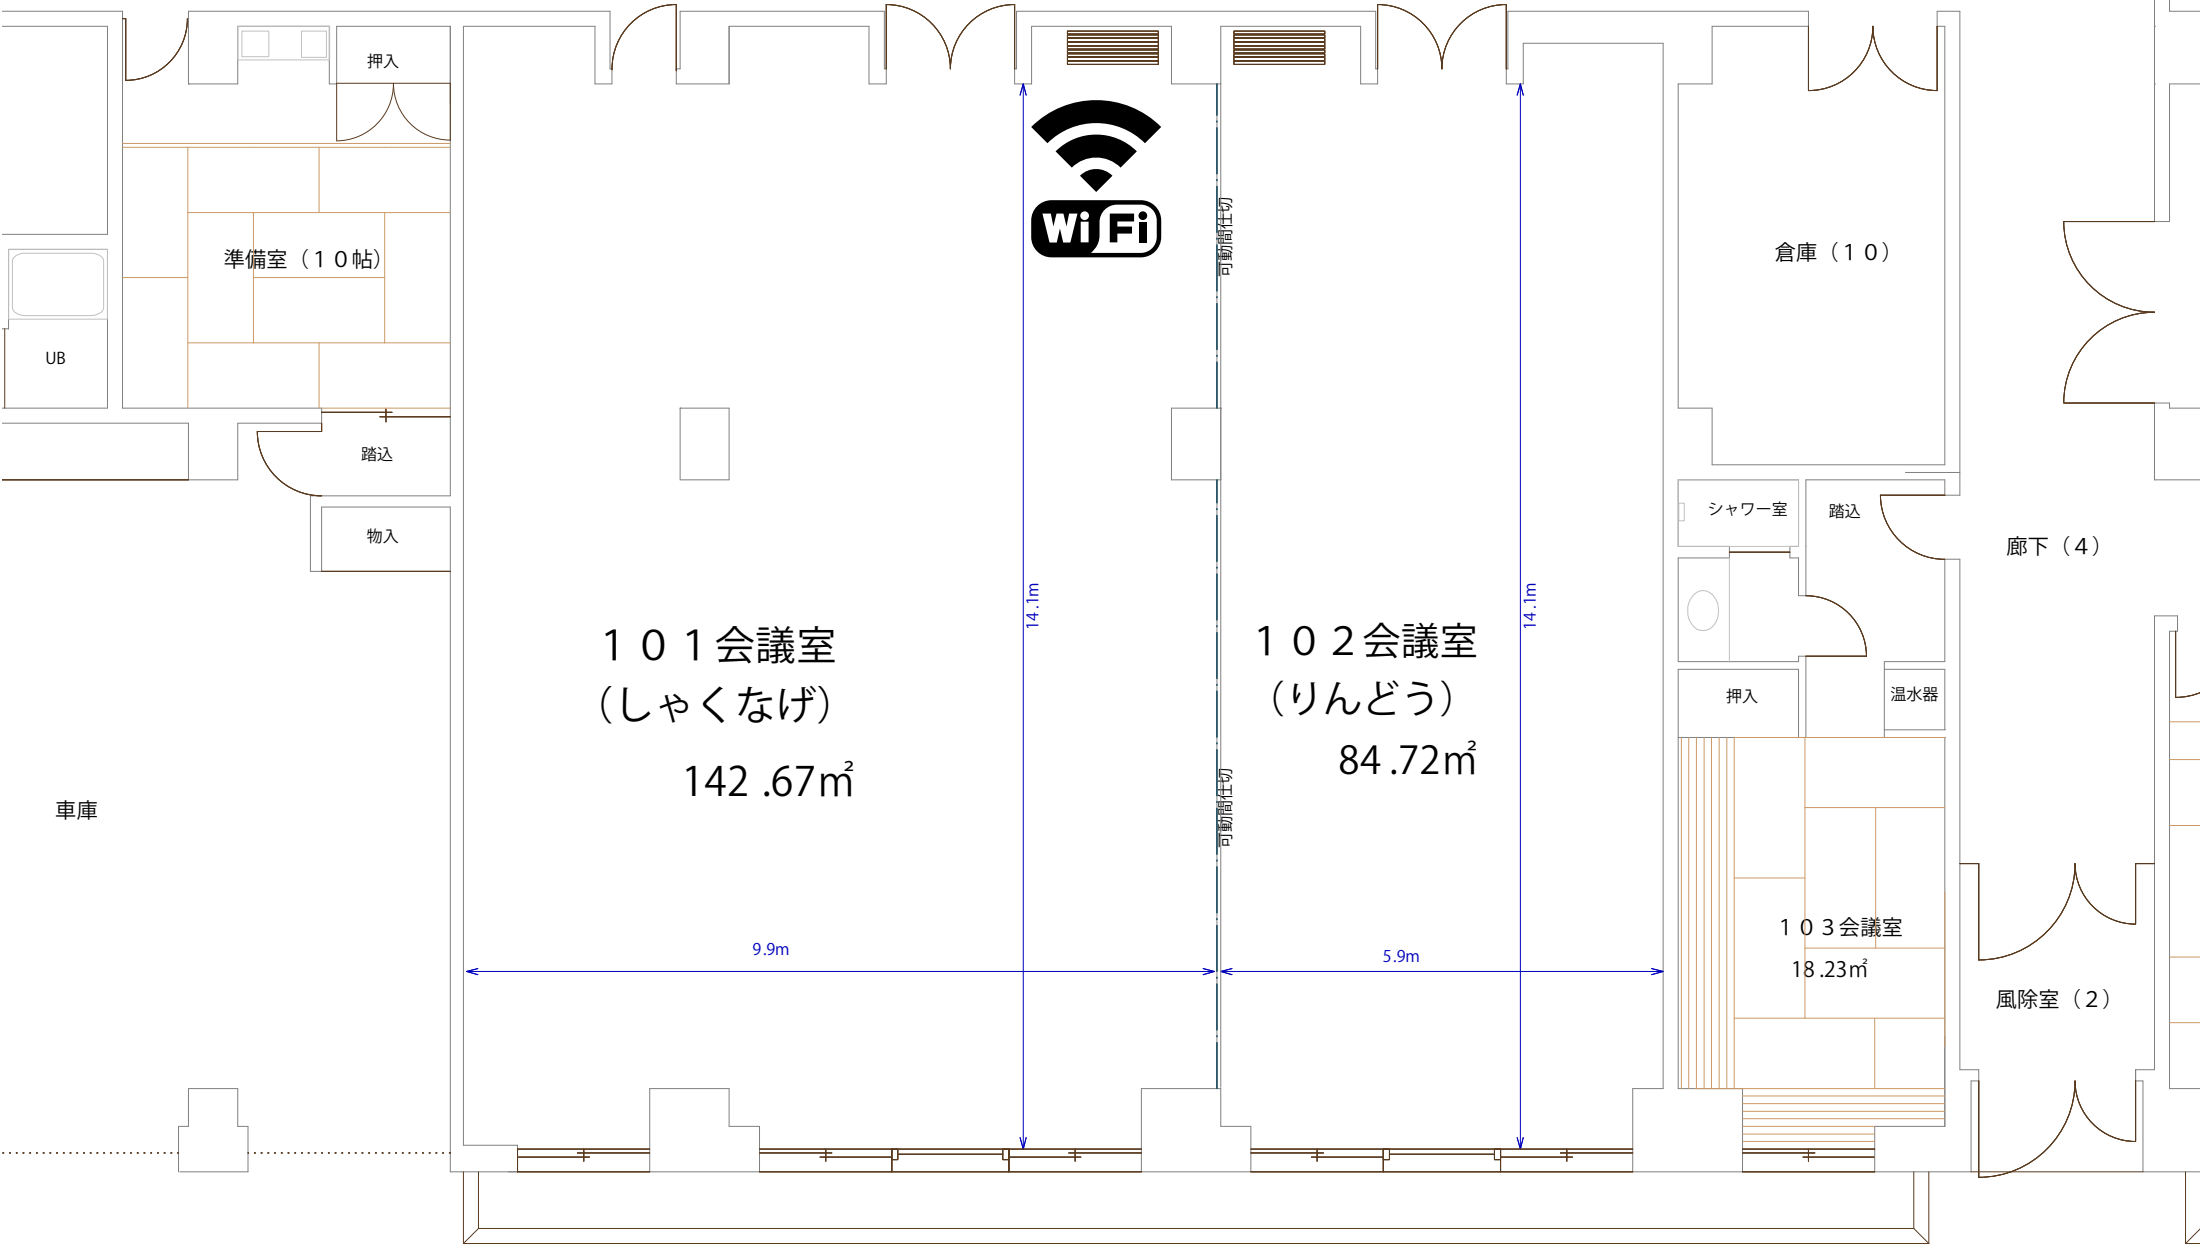 押入
準備室（１０帖）
UB
踏込
物入
車庫
Wi Fi
可動間仕切
14.1m
１０１会議室
（しゃくなげ）
142.67㎡
9.9m
可動間仕切
14.1m
１０２会議室
（りんどう）
84.72㎡
5.9m
倉庫（１０）
シャワー室
踏込
廊下（４）
押入
温水器
１０３会議室
18.23㎡
風除室（２）